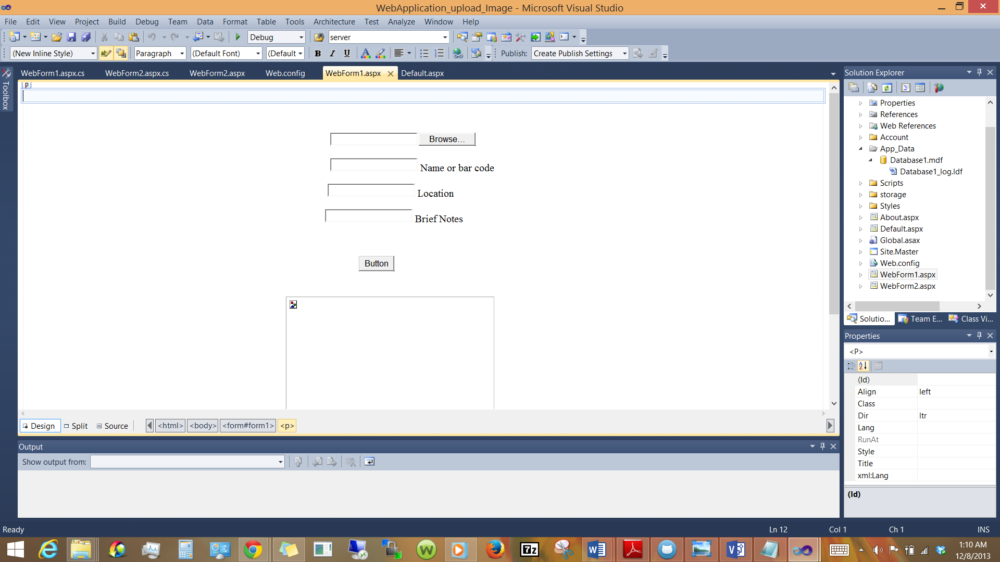 WebApplication_upload_Image - Microsoft Visual Studio
File Edit View Project Build Debug Team Data Format Table Tools Architecture Test Analyze Window Help
Debug server
(New Inline Style) Paragraph (Default Font) (Default B I U A Publish: Create Publish Settings
WebForm1.aspx.cs WebForm2.aspx.cs WebForm2.aspx Web.config WebForm1.aspx Default.aspx
Toolbox
p
Browse...
Name or bar code
Location
Brief Notes
Button
Design Split Source <html> <body> <form#form1> <p>
Output
Show output from:
Solution Explorer
Properties
References
Web References
Account
App_Data
Database1.mdf
Database1_log.ldf
Scripts
storage
Styles
About.aspx
Default.aspx
Global.asax
Site.Master
Web.config
WebForm1.aspx
WebForm2.aspx
Solutio... Team E... Class Vi...
Properties
<P>
(Id)
Align left
Class
Dir ltr
Lang
RunAt
Style
Title
xml:Lang
(Id)
Ready Ln 12 Col 1 Ch 1 INS
1:10 AM
12/8/2013